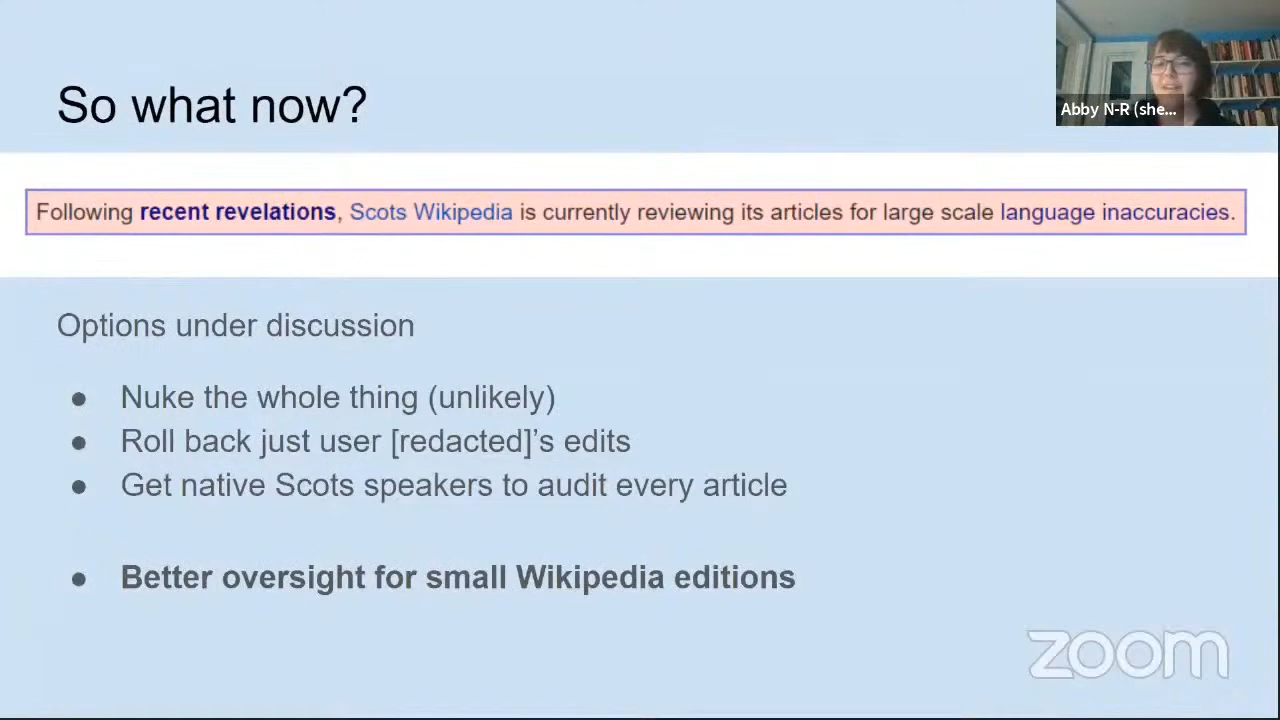 So what now?
Abby N-R (she...
Following recent revelations, Scots Wikipedia is currently reviewing its articles for large scale language inaccuracies.
Options under discussion
● Nuke the whole thing (unlikely)
● Roll back just user [redacted]’s edits
● Get native Scots speakers to audit every article
● Better oversight for small Wikipedia editions
zoom